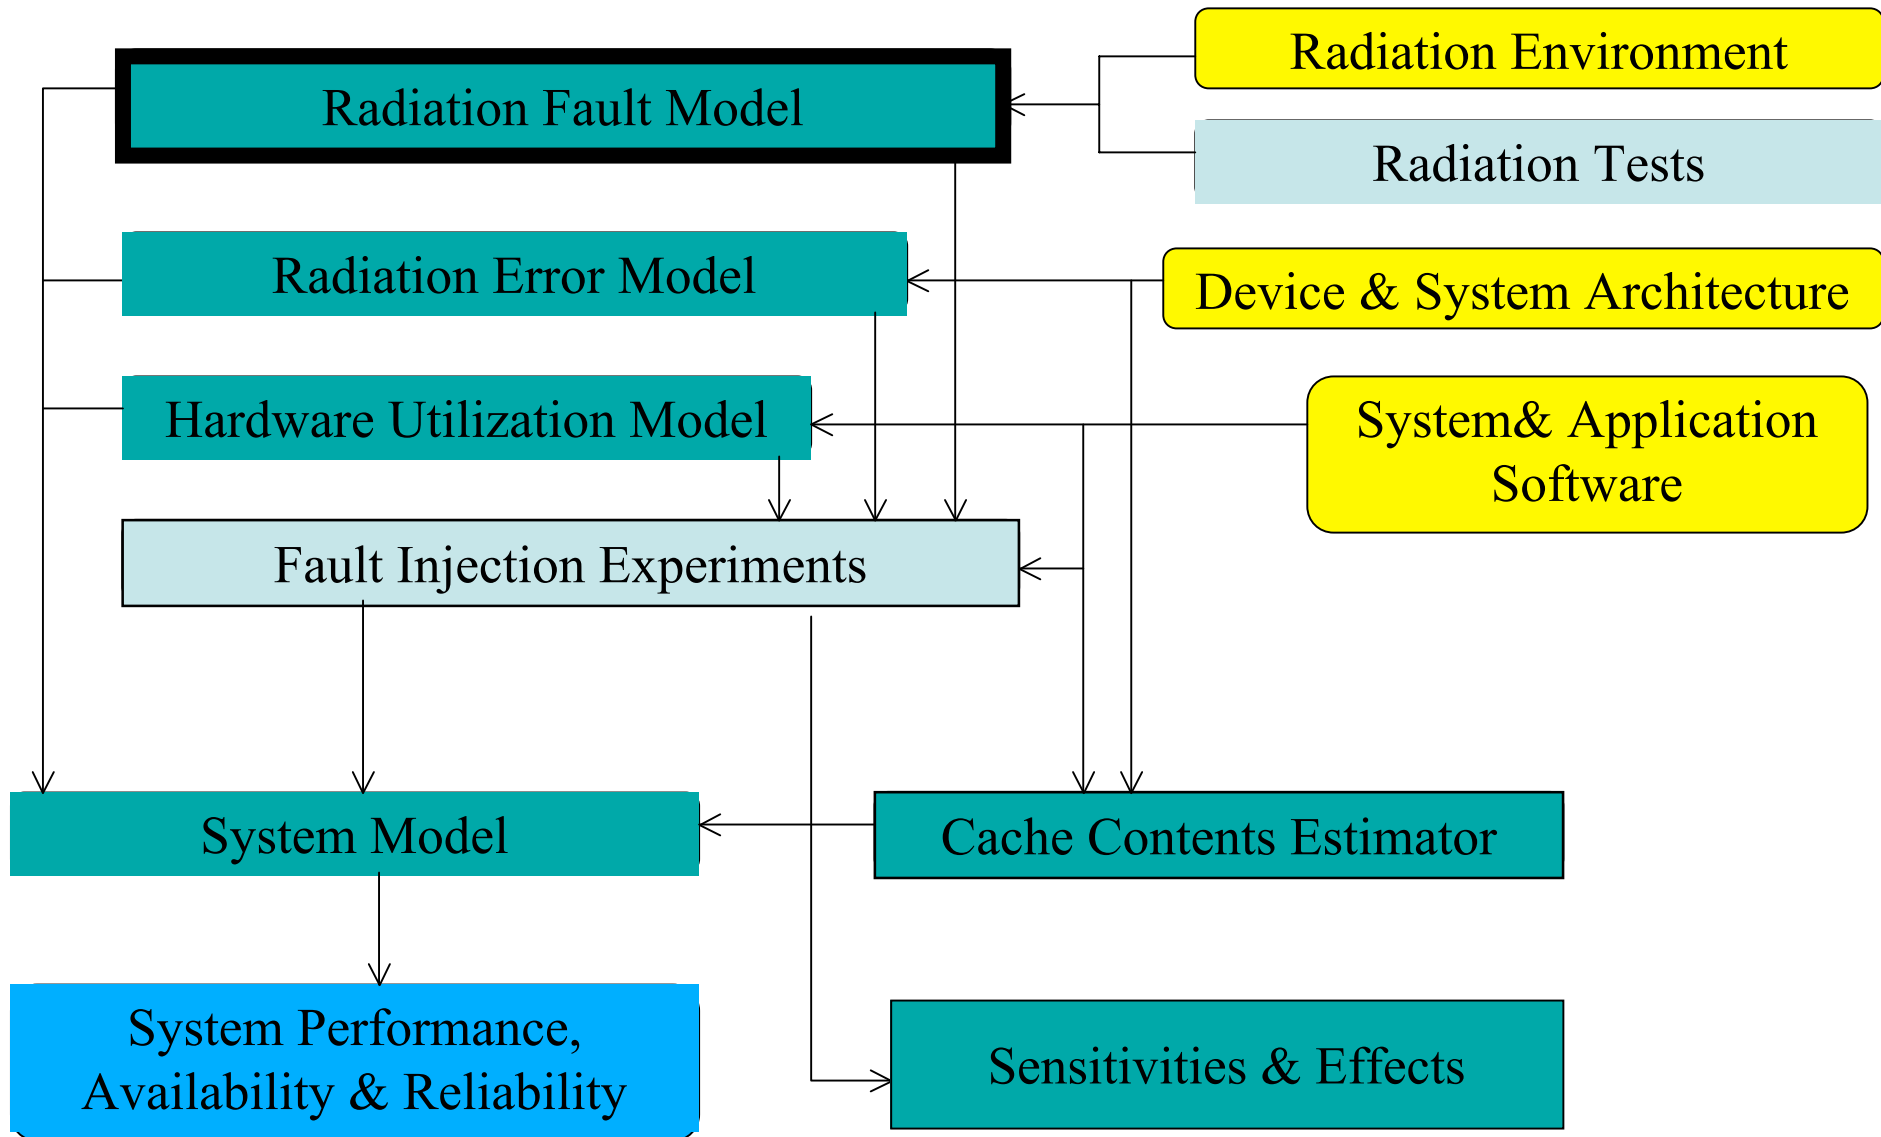 Radiation Environment
Radiation Fault Model
Radiation Tests
Radiation Error Model
Device & System Architecture
Hardware Utilization Model
System& Application
Software
Fault Injection Experiments
System Model
Cache Contents Estimator
System Performance,
Availability & Reliability
Sensitivities & Effects